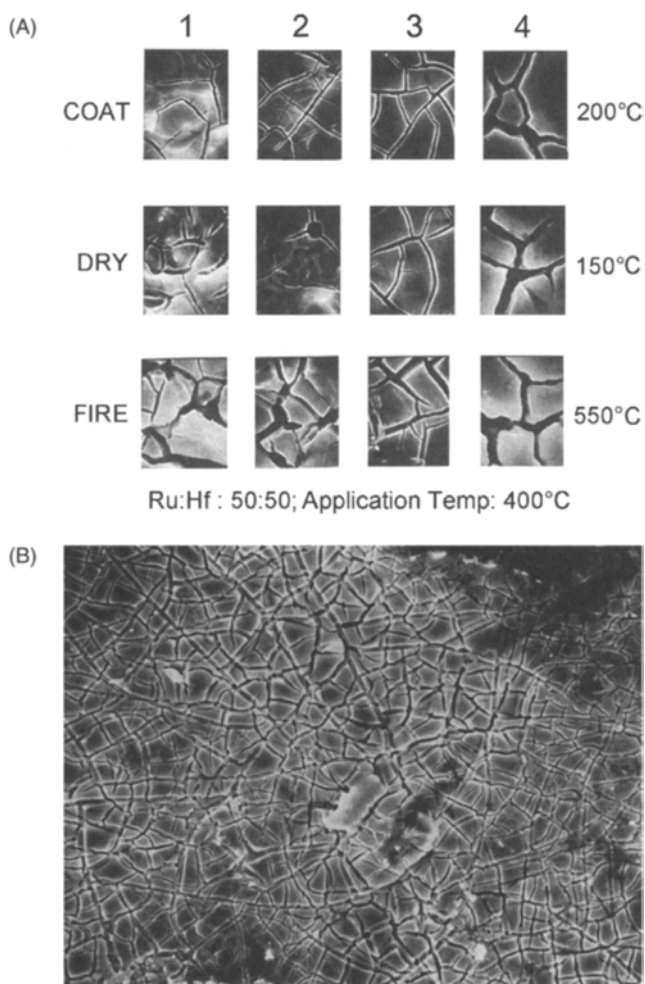 (A)
1 2 3 4
COAT 200°C
DRY 150°C
FIRE 550°C
Ru:Hf : 50:50; Application Temp: 400°C
(B)